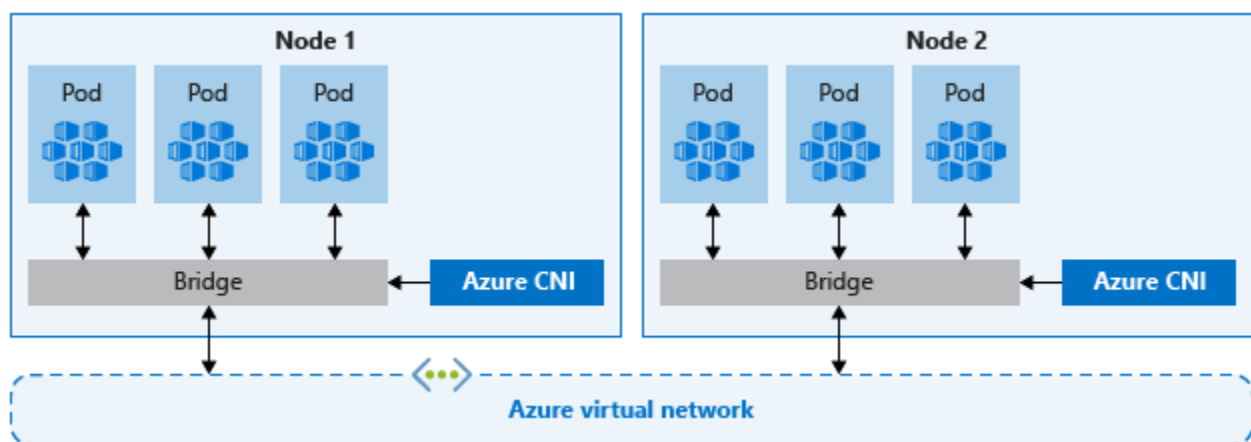 Node 1
Pod Pod Pod
Bridge
Azure CNI
Node 2
Pod Pod Pod
Bridge
Azure CNI
Azure virtual network